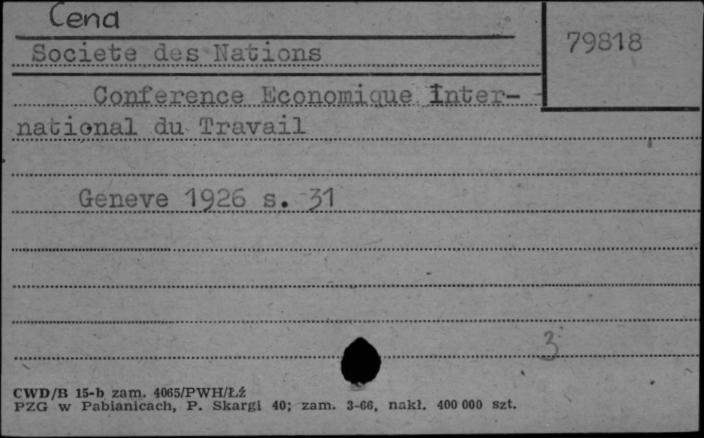 Cena
79818
Societe des Nations
Conference Economique Inter-
national du Travail
Geneve 1926 s. 31
3
CWD/B 15-b zam. 4065/PWH/Łź
PZG w Pabianicach, P. Skargi 40; zam. 3-66, nakł. 400 000 szt.